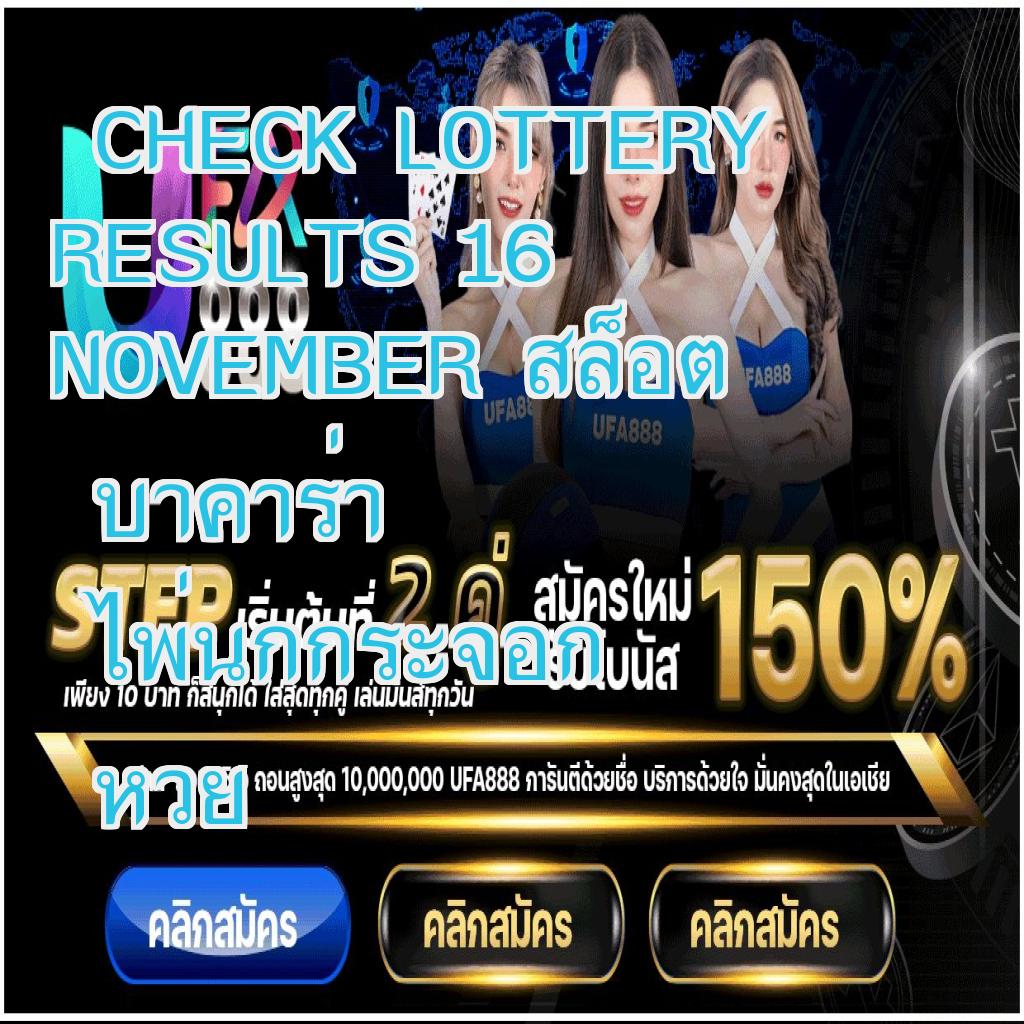 CHECK LOTTERY
RESULTS 16
NOVEMBER สล็อต
บาคาร่า
ไพ่นกกระจอก
หวย
UFA888
UFA888
FA888
888
STEP เริ่มต้นที่ 2 คู่
สมัครใหม่ 150%
เพียง 10 บาท ก็สนุกได้ ใส่สุดทุกคู่ เล่นมันส์ทุกวัน
ถอนสูงสุด 10,000,000 UFA888 การันตีด้วยชื่อ บริการด้วยใจ มั่นคงสุดในเอเชีย
คลิกสมัคร
คลิกสมัคร
คลิกสมัคร